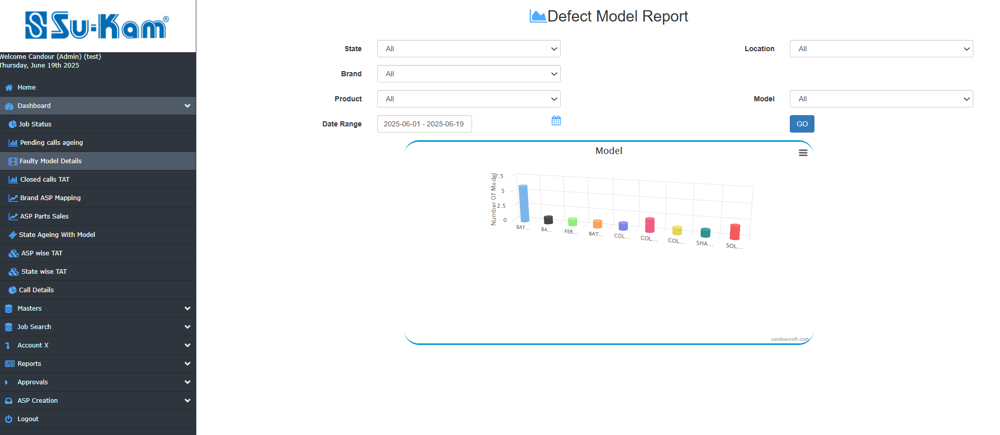 Su-Kam®
Welcome Candour (Admin) (test)
Thursday, June 19th 2025
Home
Dashboard
Job Status
Pending calls ageing
Faulty Model Details
Closed calls TAT
Brand ASP Mapping
ASP Parts Sales
State Ageing With Model
ASP wise TAT
State wise TAT
Call Details
Masters
Job Search
Account X
Reports
Approvals
ASP Creation
Logout
Defect Model Report
State All Location All
Brand All
Product All Model All
Date Range 2025-06-01 - 2025-06-19 GO
Model
Number Of Model
7.5
5
2.5
0
BAT... BA... FER... BAT... COL... COL... COL... SHA... SOL...
candoursoft.com